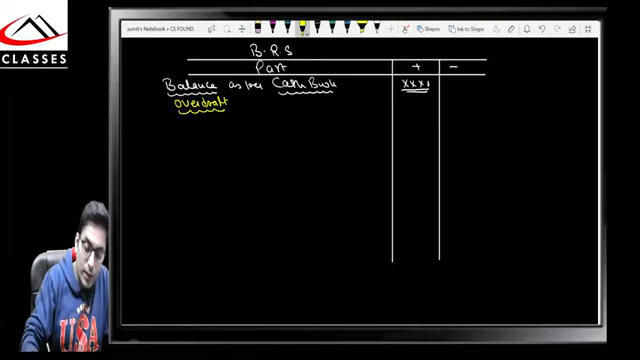 sumit's Notebook » CS FOUND
Shapes
Ink to Shape
CLASSES
B.R.S
Part + -
Balance as per Cash Book xxxx
overdraft
USA